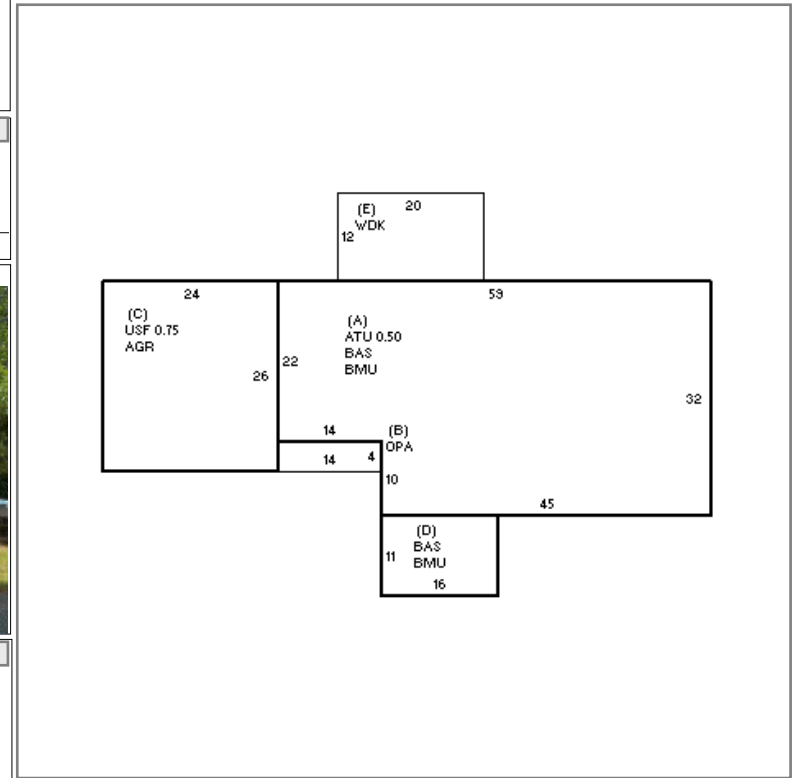 (E)
20
WDK
12
24
59
(C)
USF 0.75
AGR
(A)
ATU 0.50
BAS
BMU
22
26
32
14
(B)
OPA
14
4
10
45
(D)
BAS
BMU
11
16